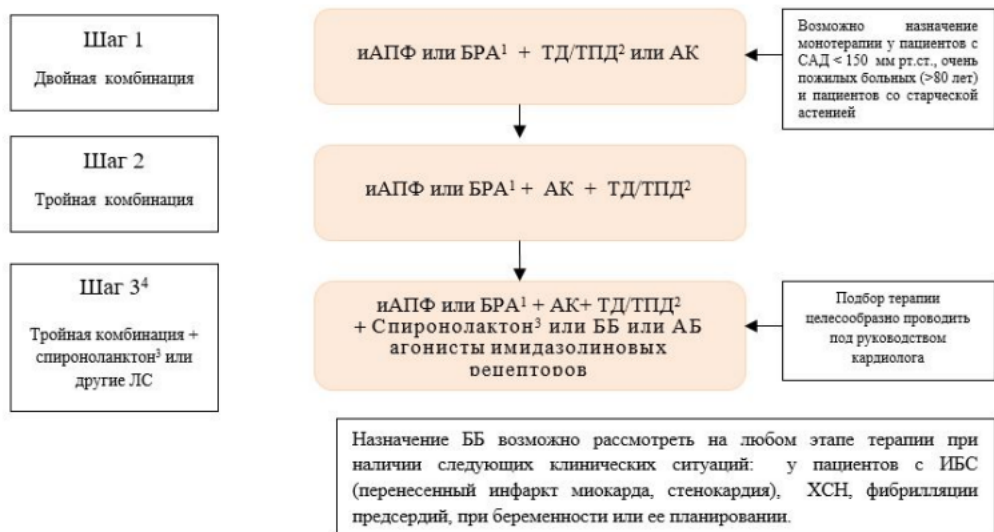 Шаг 1
Двойная комбинация
иАПФ или БРА¹ + ТД/ТПД² или АК
Возможно назначение
монотерапии у пациентов с
САД < 150 мм рт.ст., очень
пожилых больных (>80 лет)
и пациентов со старческой
астенией
Шаг 2
Тройная комбинация
иАПФ или БРА¹ + АК + ТД/ТПД²
Шаг 3⁴
Тройная комбинация +
спироноланктон³ или
другие ЛС
иАПФ или БРА¹ + АК+ ТД/ТПД²
+ Спиронолактон³ или ББ или АБ
агонисты имидазолиновых
рецепторов
Подбор терапии
целесообразно проводить
под руководством
кардиолога
Назначение ББ возможно рассмотреть на любом этапе терапии при
наличии следующих клинических ситуаций: у пациентов с ИБС
(перенесенный инфаркт миокарда, стенокардия), ХСН, фибрилляции
предсердий, при беременности или ее планировании.